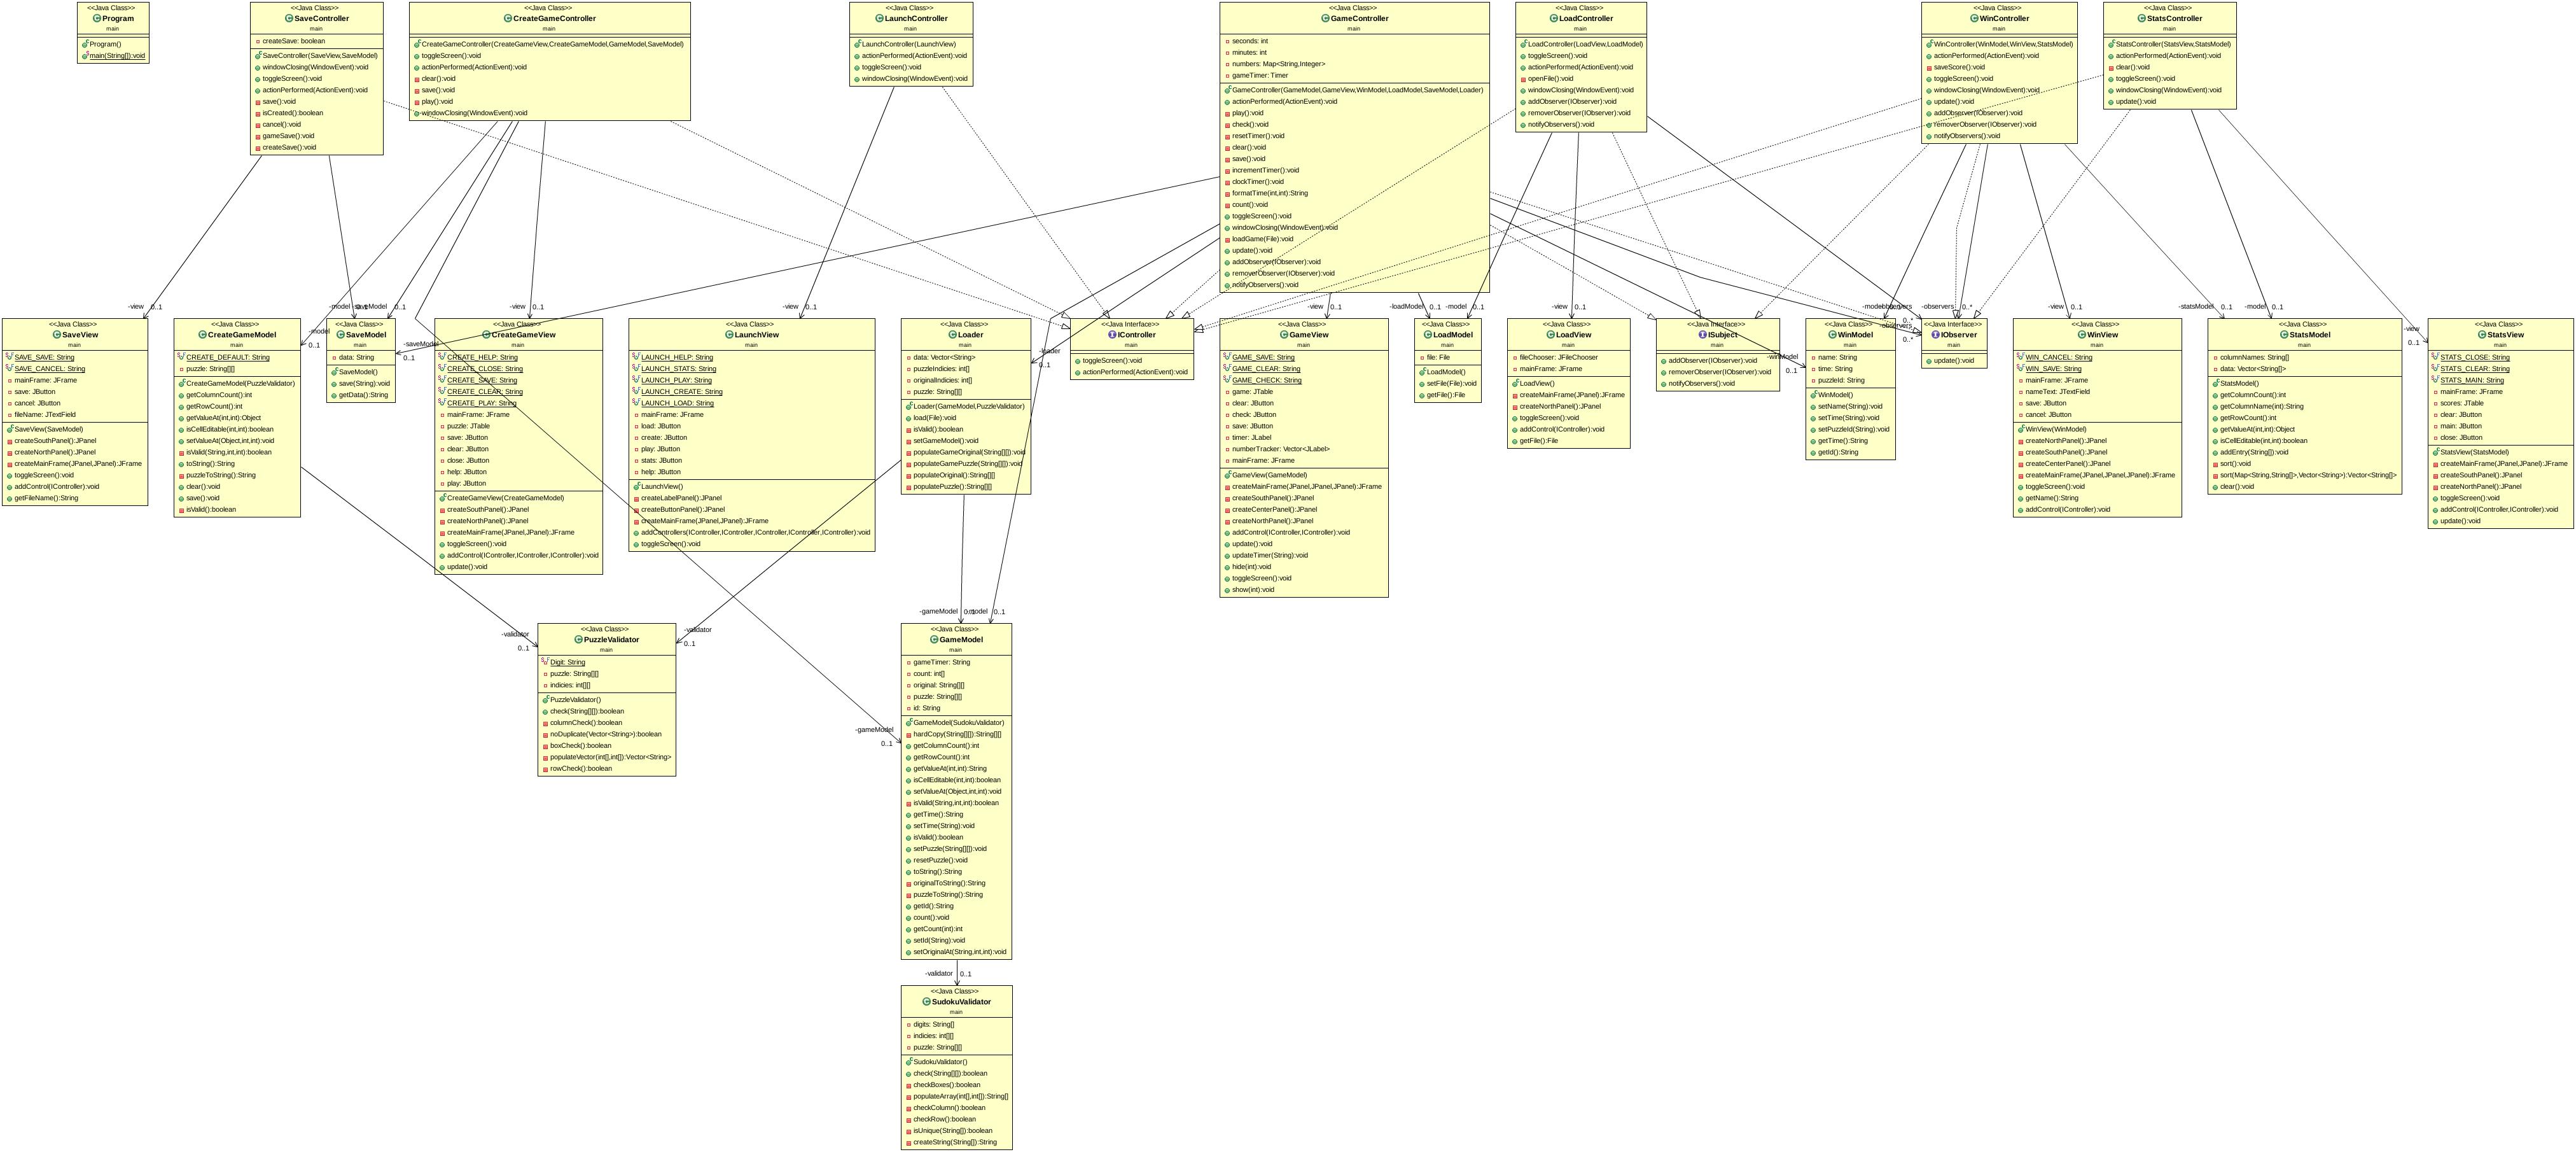 <<Java Class>>
Program
main
Program()
main(String[]):void
<<Java Class>>
SaveController
main
createSave: boolean
SaveController(SaveView,SaveModel)
windowClosing(WindowEvent):void
toggleScreen():void
actionPerformed(ActionEvent):void
save():void
isCreated():boolean
cancel():void
gameSave():void
createSave():void
<<Java Class>>
CreateGameController
main
CreateGameController(CreateGameView,CreateGameModel,GameModel,SaveModel)
toggleScreen():void
actionPerformed(ActionEvent):void
clear():void
save():void
play():void
windowClosing(WindowEvent):void
<<Java Class>>
LaunchController
main
LaunchController(LaunchView)
actionPerformed(ActionEvent):void
toggleScreen():void
windowClosing(WindowEvent):void
<<Java Class>>
GameController
main
seconds: int
minutes: int
numbers: Map<String,Integer>
gameTimer: Timer
GameController(GameModel,GameView,WinModel,LoadModel,SaveModel,Loader)
actionPerformed(ActionEvent):void
play():void
check():void
resetTimer():void
clear():void
save():void
incrementTimer():void
clockTimer():void
formatTime(int,int):String
count():void
toggleScreen():void
windowClosing(WindowEvent):void
loadGame(File):void
update():void
addObserver(IObserver):void
removerObserver(IObserver):void
notifyObservers():void
<<Java Class>>
LoadController
main
LoadController(LoadView,LoadModel)
toggleScreen():void
actionPerformed(ActionEvent):void
openFile():void
windowClosing(WindowEvent):void
addObserver(IObserver):void
removerObserver(IObserver):void
notifyObservers():void
<<Java Class>>
WinController
main
WinController(WinModel,WinView,StatsModel)
actionPerformed(ActionEvent):void
saveScore():void
toggleScreen():void
windowClosing(WindowEvent):void
update():void
addObserver(IObserver):void
removerObserver(IObserver):void
notifyObservers():void
<<Java Class>>
StatsController
main
StatsController(StatsView,StatsModel)
actionPerformed(ActionEvent):void
clear():void
toggleScreen():void
windowClosing(WindowEvent):void
update():void
-view 0..1
-model
-saveModel 0..1
-view 0..1
-view 0..1
-view 0..1
-loadModel 0..1
-model 0..1
-view 0..1
-observers 0..*
-view 0..1
-statsModel 0..1
-model 0..1
<<Java Class>>
SaveView
main
SAVE_SAVE: String
SAVE_CANCEL: String
mainFrame: JFrame
save: JButton
cancel: JButton
fileName: JTextField
SaveView(SaveModel)
createSouthPanel():JPanel
createNorthPanel():JPanel
createMainFrame(JPanel,JPanel):JFrame
toggleScreen():void
addControl(IController):void
getFileName():String
<<Java Class>>
CreateGameModel
main
CREATE_DEFAULT: String
puzzle: String[][]
CreateGameModel(PuzzleValidator)
getColumnCount():int
getRowCount():int
getValueAt(int,int):Object
isCellEditable(int,int):boolean
setValueAt(Object,int,int):void
isValid(String,int,int):boolean
toString():String
puzzleToString():String
clear():void
save():void
isValid():boolean
-model
0..1
<<Java Class>>
SaveModel
main
data: String
SaveModel()
save(String):void
getData():String
-saveModel
0..1
<<Java Class>>
CreateGameView
main
CREATE_HELP: String
CREATE_CLOSE: String
CREATE_SAVE: String
CREATE_CLEAR: String
CREATE_PLAY: String
mainFrame: JFrame
puzzle: JTable
save: JButton
clear: JButton
close: JButton
help: JButton
play: JButton
CreateGameView(CreateGameModel)
createSouthPanel():JPanel
createNorthPanel():JPanel
createMainFrame(JPanel,JPanel):JFrame
toggleScreen():void
addControl(IController,IController,IController):void
update():void
<<Java Class>>
LaunchView
main
LAUNCH_HELP: String
LAUNCH_STATS: String
LAUNCH_PLAY: String
LAUNCH_CREATE: String
LAUNCH_LOAD: String
mainFrame: JFrame
load: JButton
create: JButton
play: JButton
stats: JButton
help: JButton
LaunchView()
createLabelPanel():JPanel
createButtonPanel():JPanel
createMainFrame(JPanel,JPanel):JFrame
addControllers(IController,IController,IController,IController,IController):void
toggleScreen():void
<<Java Class>>
Loader
main
data: Vector<String>
puzzleIndicies: int[]
originalIndicies: int[]
puzzle: String[][]
Loader(GameModel,PuzzleValidator)
load(File):void
isValid():boolean
setGameModel():void
populateGameOriginal(String[][]):void
populateGamePuzzle(String[][]):void
populateOriginal():String[][]
populatePuzzle():String[][]
-loader
0..1
<<Java Interface>>
IController
main
toggleScreen():void
actionPerformed(ActionEvent):void
<<Java Class>>
GameView
main
GAME_SAVE: String
GAME_CLEAR: String
GAME_CHECK: String
game: JTable
clear: JButton
check: JButton
save: JButton
timer: JLabel
numberTracker: Vector<JLabel>
mainFrame: JFrame
GameView(GameModel)
createMainFrame(JPanel,JPanel,JPanel):JFrame
createSouthPanel():JPanel
createCenterPanel():JPanel
createNorthPanel():JPanel
addControl(IController,IController):void
update():void
updateTimer(String):void
hide(int):void
toggleScreen():void
show(int):void
<<Java Class>>
LoadModel
main
file: File
LoadModel()
setFile(File):void
getFile():File
<<Java Class>>
LoadView
main
fileChooser: JFileChooser
mainFrame: JFrame
LoadView()
createMainFrame(JPanel):JFrame
createNorthPanel():JPanel
toggleScreen():void
addControl(IController):void
getFile():File
<<Java Interface>>
ISubject
main
addObserver(IObserver):void
removerObserver(IObserver):void
notifyObservers():void
-winModel
0..1
<<Java Class>>
WinModel
main
name: String
time: String
puzzleId: String
WinModel()
setName(String):void
setTime(String):void
setPuzzleId(String):void
getTime():String
getId():String
-observers
0..*
0..*
<<Java Interface>>
IObserver
main
update():void
<<Java Class>>
WinView
main
WIN_CANCEL: String
WIN_SAVE: String
mainFrame: JFrame
nameText: JTextField
save: JButton
cancel: JButton
WinView(WinModel)
createNorthPanel():JPanel
createSouthPanel():JPanel
createCenterPanel():JPanel
createMainFrame(JPanel,JPanel,JPanel):JFrame
toggleScreen():void
getName():String
addControl(IController):void
<<Java Class>>
StatsModel
main
columnNames: String[]
data: Vector<String[]>
StatsModel()
getColumnCount():int
getColumnName(int):String
getRowCount():int
getValueAt(int,int):Object
isCellEditable(int,int):boolean
addEntry(String[]):void
sort():void
sort(Map<String,String[]>,Vector<String>):Vector<String[]>
clear():void
-view
0..1
<<Java Class>>
StatsView
main
STATS_CLOSE: String
STATS_CLEAR: String
STATS_MAIN: String
mainFrame: JFrame
scores: JTable
clear: JButton
main: JButton
close: JButton
StatsView(StatsModel)
createMainFrame(JPanel,JPanel):JFrame
createSouthPanel():JPanel
createNorthPanel():JPanel
toggleScreen():void
addControl(IController,IController):void
update():void
-validator
0..1
<<Java Class>>
PuzzleValidator
main
Digit: String
puzzle: String[][]
indicies: int[][]
PuzzleValidator()
check(String[][]):boolean
columnCheck():boolean
noDuplicate(Vector<String>):boolean
boxCheck():boolean
populateVector(int[],int[]):Vector<String>
rowCheck():boolean
-validator
0..1
-gameModel
-model 0..1
-gameModel
0..1
<<Java Class>>
GameModel
main
gameTimer: String
count: int[]
original: String[][]
puzzle: String[][]
id: String
GameModel(SudokuValidator)
hardCopy(String[][]):String[][]
getColumnCount():int
getRowCount():int
getValueAt(int,int):String
isCellEditable(int,int):boolean
setValueAt(Object,int,int):void
isValid(String,int,int):boolean
getTime():String
setTime(String):void
isValid():boolean
setPuzzle(String[][]):void
resetPuzzle():void
toString():String
originalToString():String
puzzleToString():String
getId():String
count():void
getCount(int):int
setId(String):void
setOriginalAt(String,int,int):void
-validator 0..1
<<Java Class>>
SudokuValidator
main
digits: String[]
indicies: int[][]
puzzle: String[][]
SudokuValidator()
check(String[][]):boolean
checkBoxes():boolean
populateArray(int[],int[]):String[]
checkColumn():boolean
checkRow():boolean
isUnique(String[]):boolean
createString(String[]):String